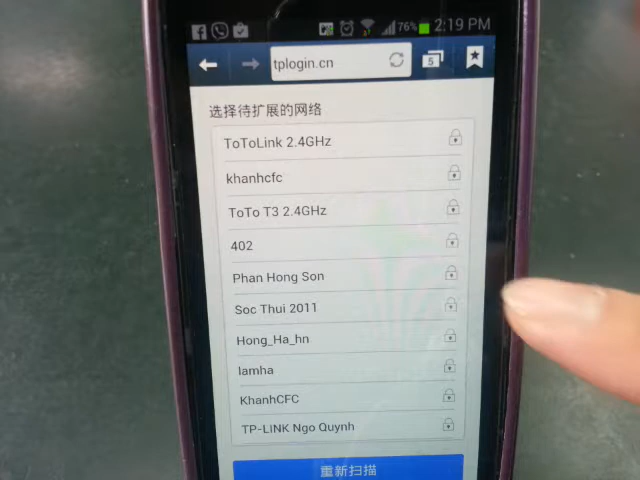 76% 2:19 PM
tplogin.cn 5
选择待扩展的网络
ToToLink 2.4GHz
khanhcfc
ToTo T3 2.4GHz
402
Phan Hong Son
Soc Thui 2011
Hong_Ha_hn
lamha
KhanhCFC
TP-LINK Ngo Quynh
重新扫描